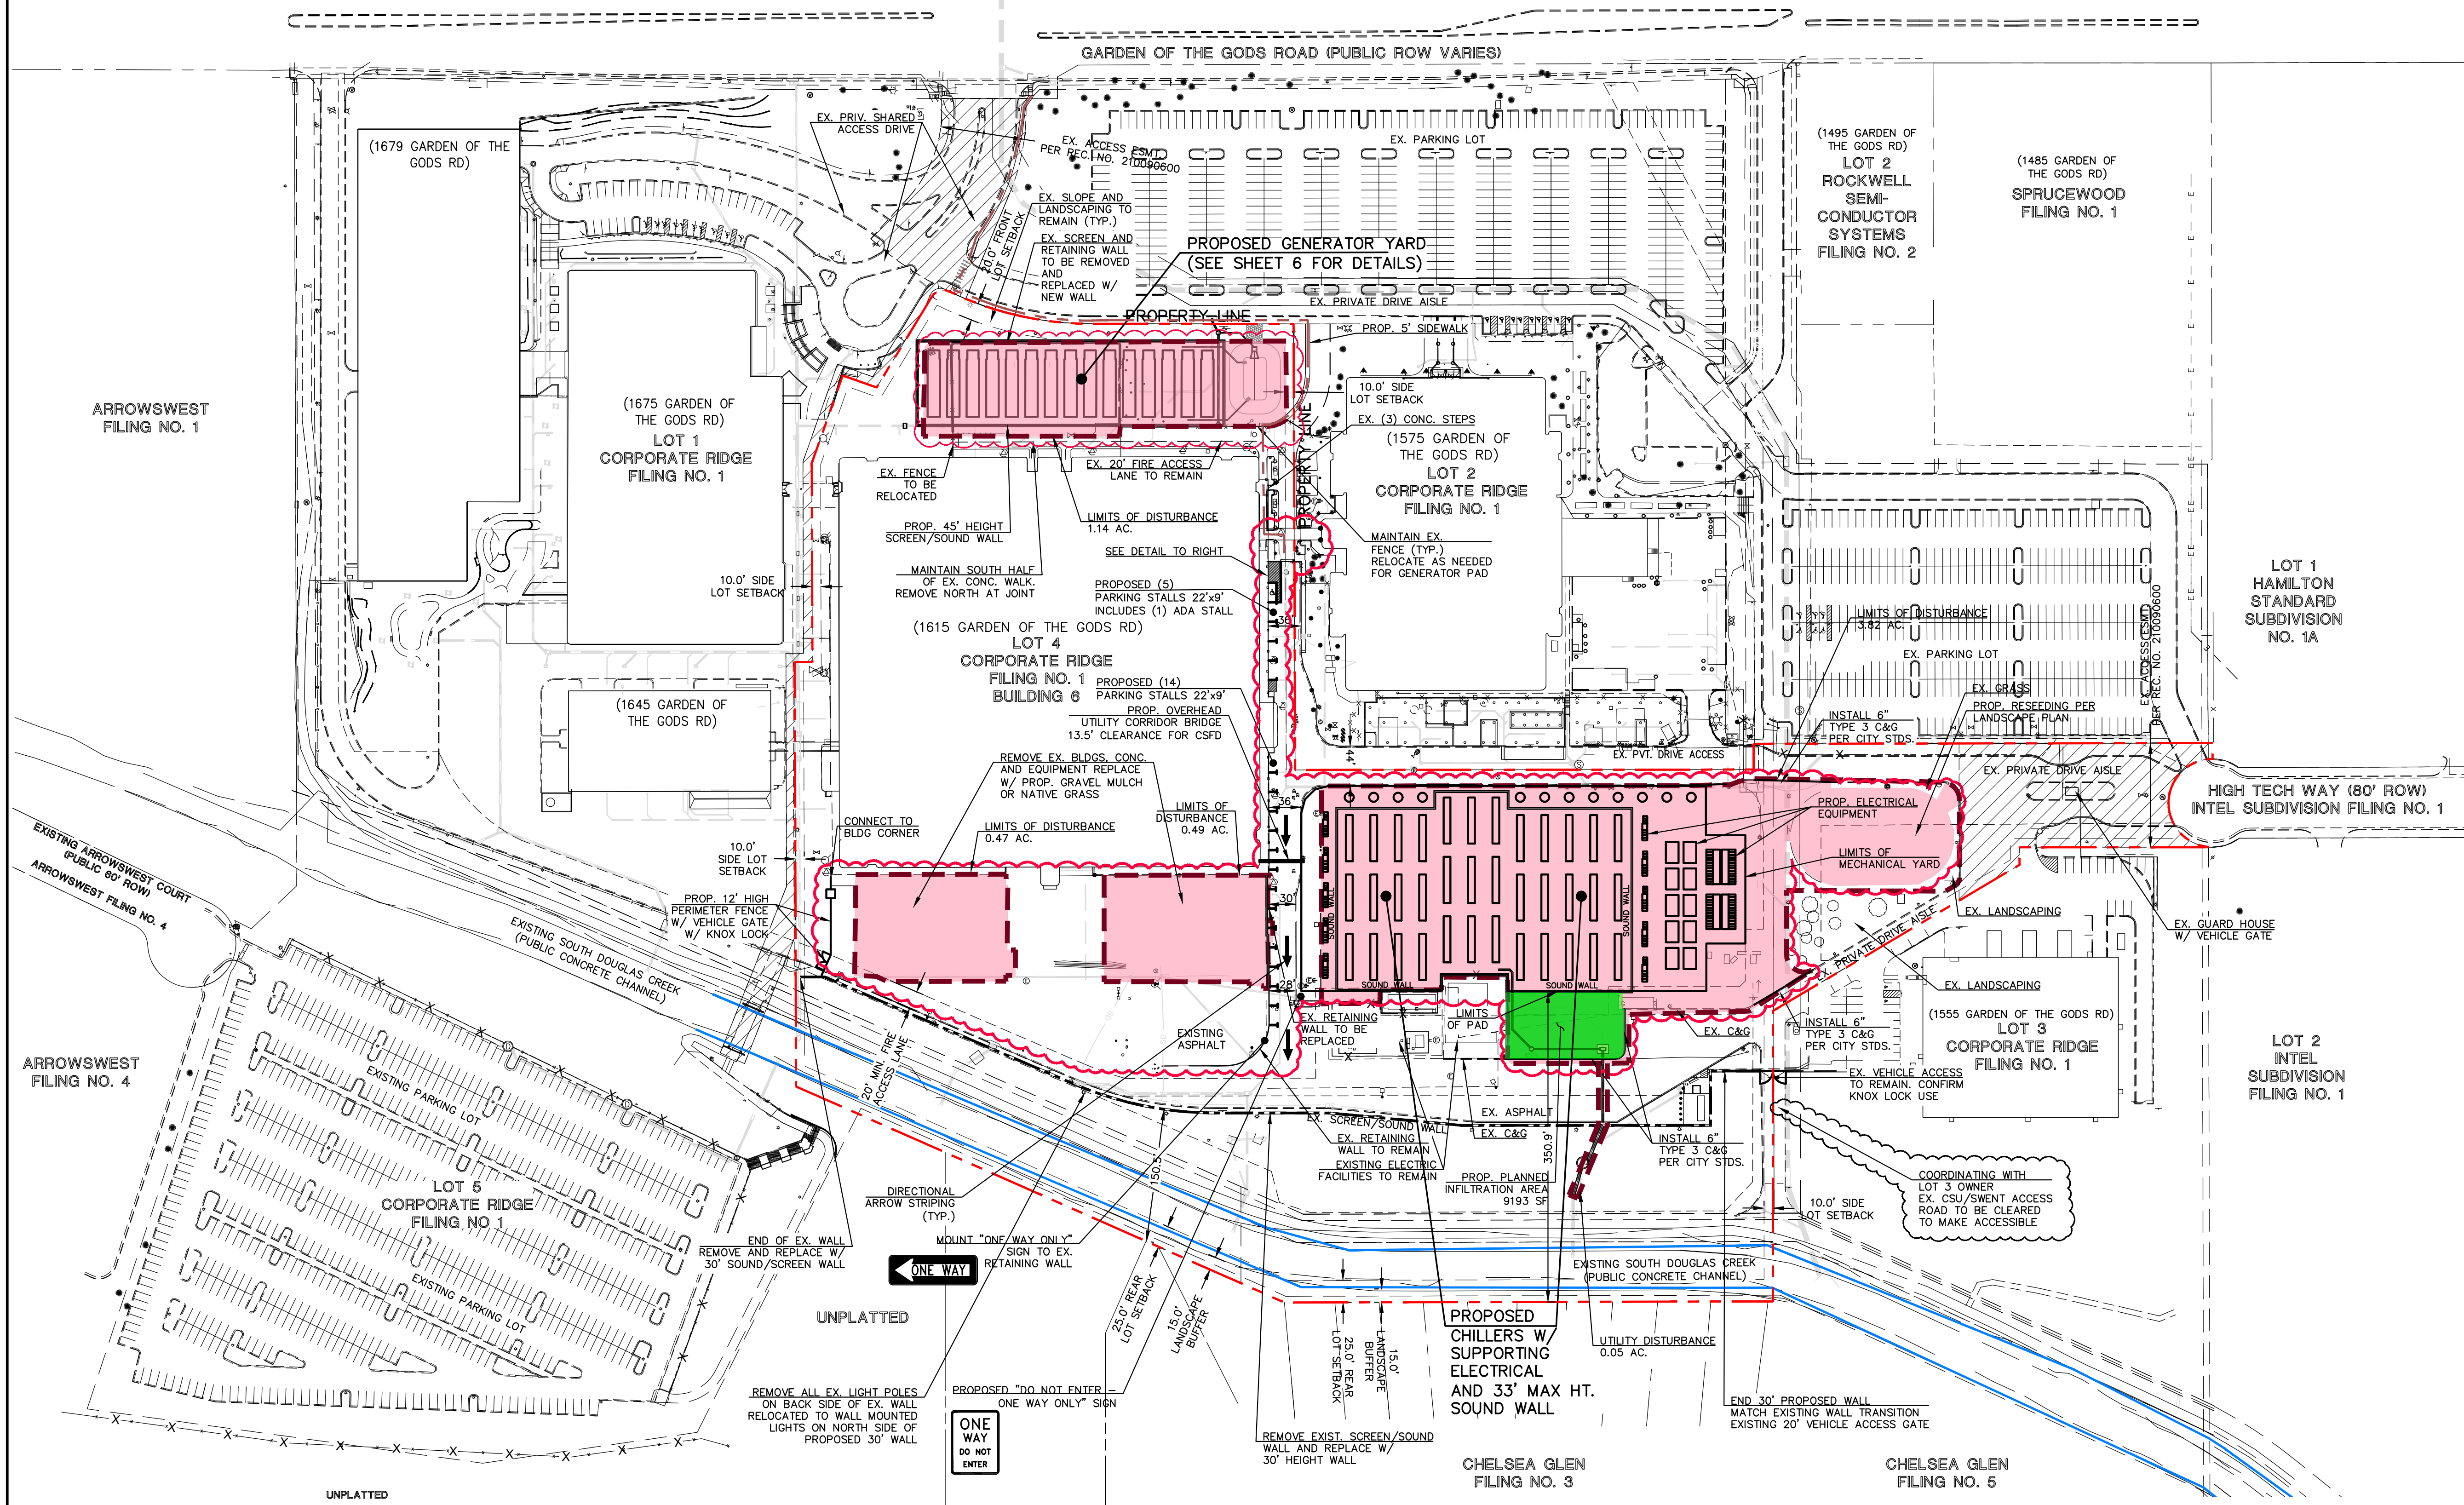 GARDEN OF THE GODS ROAD (PUBLIC ROW VARIES)
EX. PRIV. SHARED
ACCESS DRIVE
EX. ACCESS ESMT.
PER REC. NO. 210090600
EX. PARKING LOT
(1679 GARDEN OF THE
GODS RD)
(1495 GARDEN OF
THE GODS RD)
LOT 2
ROCKWELL
SEMI-
CONDUCTOR
SYSTEMS
FILING NO. 2
(1485 GARDEN OF
THE GODS RD)
SPRUCEWOOD
FILING NO. 1
20.0' FRONT
LOT SETBACK
EX. SLOPE AND
LANDSCAPING TO
REMAIN (TYP.)
EX. SCREEN AND
RETAINING WALL
TO BE REMOVED
AND
REPLACED W/
NEW WALL
PROPOSED GENERATOR YARD
(SEE SHEET 6 FOR DETAILS)
EX. PRIVATE DRIVE AISLE
PROPERTY LINE
PROP. 5' SIDEWALK
ARROWSWEST
FILING NO. 1
(1675 GARDEN OF
THE GODS RD)
LOT 1
CORPORATE RIDGE
FILING NO. 1
10.0' SIDE
LOT SETBACK
PROPERTY LINE
EX. (3) CONC. STEPS
(1575 GARDEN OF
THE GODS RD)
LOT 2
CORPORATE RIDGE
FILING NO. 1
EX. FENCE
TO BE
RELOCATED
EX. 20' FIRE ACCESS
LANE TO REMAIN
PROP. 45' HEIGHT
SCREEN/SOUND WALL
LIMITS OF DISTURBANCE
1.14 AC.
SEE DETAIL TO RIGHT
MAINTAIN EX.
FENCE (TYP.)
RELOCATE AS NEEDED
FOR GENERATOR PAD
MAINTAIN SOUTH HALF
OF EX. CONC. WALK.
REMOVE NORTH AT JOINT
10.0' SIDE
LOT SETBACK
PROPOSED (5)
PARKING STALLS 22'x9'
INCLUDES (1) ADA STALL
36'
(1615 GARDEN OF THE GODS RD)
LOT 4
CORPORATE RIDGE
FILING NO. 1
BUILDING 6
PROPOSED (14)
PARKING STALLS 22'x9'
PROP. OVERHEAD
UTILITY CORRIDOR BRIDGE
13.5' CLEARANCE FOR CSFD
LOT 1
HAMILTON
STANDARD
SUBDIVISION
NO. 1A
LIMITS OF DISTURBANCE
3.82 AC.
EX. PARKING LOT
EX. ACCESS ESMT.
PER REC. NO. 210090600
EX. GRASS
PROP. RESEEDING PER
LANDSCAPE PLAN
INSTALL 6"
TYPE 3 C&G
PER CITY STDS.
(1645 GARDEN OF
THE GODS RD)
REMOVE EX. BLDGS, CONC.
AND EQUIPMENT REPLACE
W/ PROP. GRAVEL MULCH
OR NATIVE GRASS
44'
EX. PVT. DRIVE ACCESS
EX. PRIVATE DRIVE AISLE
HIGH TECH WAY (80' ROW)
INTEL SUBDIVISION FILING NO. 1
PROP. ELECTRICAL
EQUIPMENT
LIMITS OF
MECHANICAL YARD
LIMITS OF
DISTURBANCE
0.49 AC.
36'
CONNECT TO
BLDG CORNER
LIMITS OF DISTURBANCE
0.47 AC.
10.0'
SIDE LOT
SETBACK
EXISTING ARROWSWEST COURT
(PUBLIC 60' ROW)
ARROWSWEST FILING NO. 4
PROP. 12' HIGH
PERIMETER FENCE
W/ VEHICLE GATE
W/ KNOX LOCK
30'
SOUND WALL
SOUND WALL
EX. LANDSCAPING
EX. GUARD HOUSE
W/ VEHICLE GATE
EXISTING SOUTH DOUGLAS CREEK
(PUBLIC CONCRETE CHANNEL)
EX. PRIVATE DRIVE AISLE
EX. LANDSCAPING
28'
SOUND WALL
SOUND WALL
EX. RETAINING
WALL TO BE
REPLACED
LIMITS
OF PAD
EX. C&G
INSTALL 6"
TYPE 3 C&G
PER CITY STDS.
(1555 GARDEN OF THE GODS RD)
LOT 3
CORPORATE RIDGE
FILING NO. 1
LOT 2
INTEL
SUBDIVISION
FILING NO. 1
EXISTING
ASPHALT
20' MIN. FIRE
ACCESS LANE
ARROWSWEST
FILING NO. 4
EXISTING PARKING LOT
EX. VEHICLE ACCESS
TO REMAIN. CONFIRM
KNOX LOCK USE
EX. SCREEN/SOUND WALL
EX. ASPHALT
EX. C&G
EX. RETAINING
WALL TO REMAIN
EXISTING ELECTRIC
FACILITIES TO REMAIN
350.9'
INSTALL 6"
TYPE 3 C&G
PER CITY STDS.
PROP. PLANNED
INFILTRATION AREA
9193 SF
150.5'
COORDINATING WITH
LOT 3 OWNER
EX. CSU/SWENT ACCESS
ROAD TO BE CLEARED
TO MAKE ACCESSIBLE
LOT 5
CORPORATE RIDGE
FILING NO 1
DIRECTIONAL
ARROW STRIPING
(TYP.)
10.0' SIDE
LOT SETBACK
END OF EX. WALL
REMOVE AND REPLACE W/
30' SOUND/SCREEN WALL
MOUNT "ONE WAY ONLY"
SIGN TO EX.
RETAINING WALL
ONE WAY
EXISTING SOUTH DOUGLAS CREEK
(PUBLIC CONCRETE CHANNEL)
EXISTING PARKING LOT
UNPLATTED
25.0' REAR
LOT SETBACK
15.0'
LANDSCAPE
BUFFER
15.0'
LANDSCAPE
BUFFER
25.0' REAR
LOT SETBACK
PROPOSED
CHILLERS W/
SUPPORTING
ELECTRICAL
AND 33' MAX HT.
SOUND WALL
UTILITY DISTURBANCE
0.05 AC.
REMOVE ALL EX. LIGHT POLES
ON BACK SIDE OF EX. WALL
RELOCATED TO WALL MOUNTED
LIGHTS ON NORTH SIDE OF
PROPOSED 30' WALL
PROPOSED "DO NOT ENTER –
ONE WAY ONLY" SIGN
ONE
WAY
DO NOT
ENTER
END 30' PROPOSED WALL
MATCH EXISTING WALL TRANSITION
EXISTING 20' VEHICLE ACCESS GATE
REMOVE EXIST. SCREEN/SOUND
WALL AND REPLACE W/
30' HEIGHT WALL
CHELSEA GLEN
FILING NO. 3
CHELSEA GLEN
FILING NO. 5
UNPLATTED